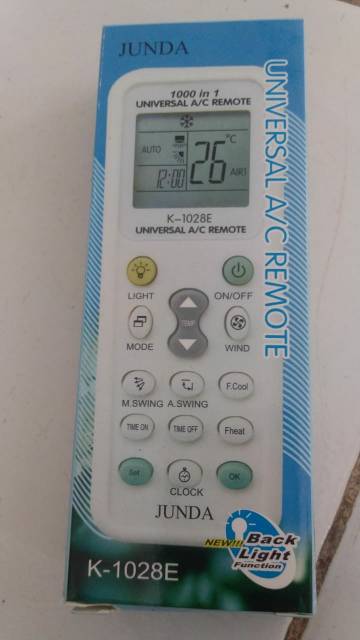 JUNDA
UNIVERSAL A/C REMOTE
1000 in 1
UNIVERSAL A/C REMOTE
AUTO
26
°C
12:00
AIR1
K-1028E
UNIVERSAL A/C REMOTE
LIGHT
ON/OFF
TEMP
MODE
WIND
M.SWING
A.SWING
F.Cool
TIME ON
TIME OFF
Fheat
Set
CLOCK
OK
JUNDA
NEW!!!
Back
Light
Function
K-1028E